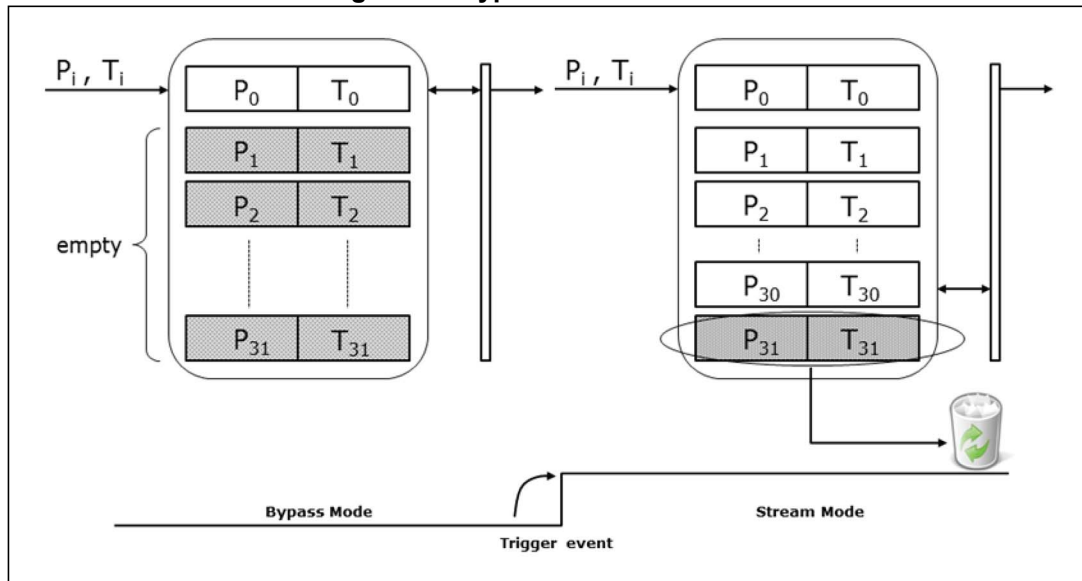 Pi , Ti
P0 T0
P1 T1
P2 T2
empty
P31 T31
Pi , Ti
P0 T0
P1 T1
P2 T2
P30 T30
P31 T31
Bypass Mode
Stream Mode
Trigger event